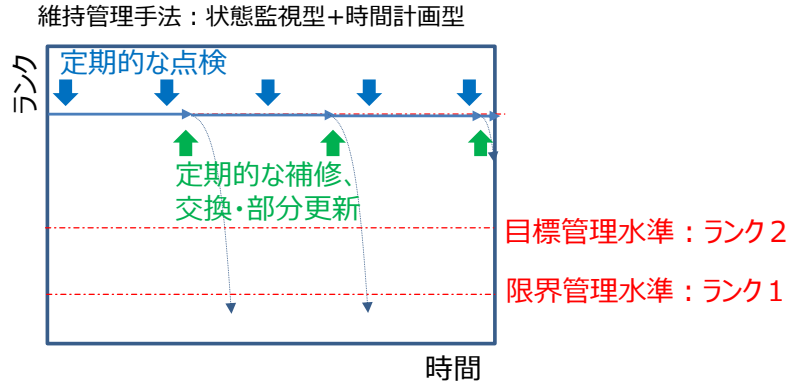 維持管理手法：状態監視型+時間計画型
ランク
定期的な点検
定期的な補修、
交換・部分更新
目標管理水準：ランク２
限界管理水準：ランク１
時間